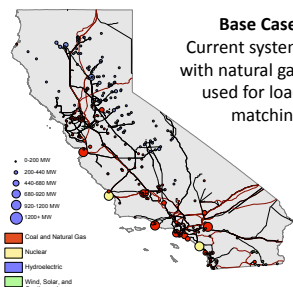 Base Case
Current system
with natural ga
used for loa
matchin
0-200 MW
200-440 MW
440-680 MW
680-920 MW
920-1200 MW
1200+ MW
Coal and Natural Gas
Nuclear
Hydroelectric
Wind, Solar, and